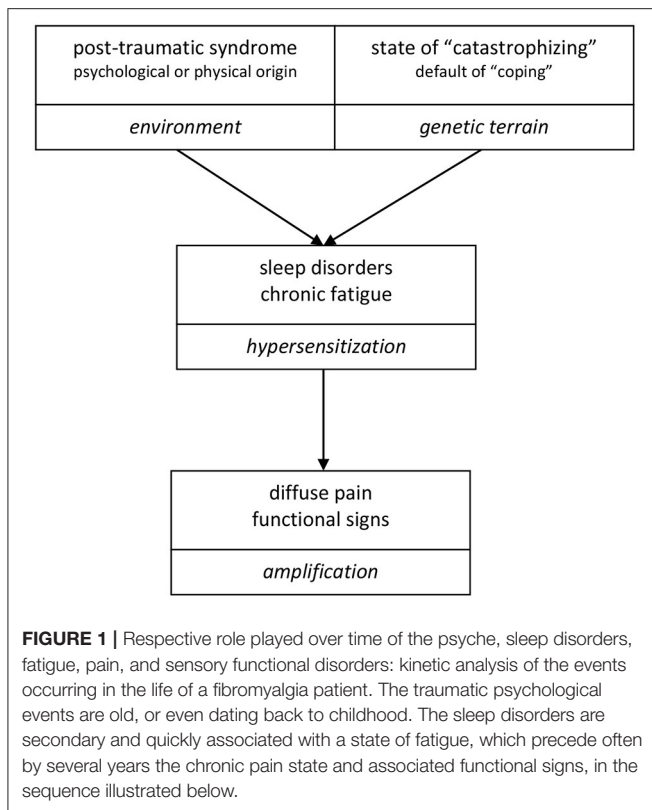 post-traumatic syndrome
psychological or physical origin
environment
state of “catastrophizing”
default of “coping”
genetic terrain
sleep disorders
chronic fatigue
hypersensitization
diffuse pain
functional signs
amplification
FIGURE 1 | Respective role played over time of the psyche, sleep disorders,
fatigue, pain, and sensory functional disorders: kinetic analysis of the events
occurring in the life of a fibromyalgia patient. The traumatic psychological
events are old, or even dating back to childhood. The sleep disorders are
secondary and quickly associated with a state of fatigue, which precede often
by several years the chronic pain state and associated functional signs, in the
sequence illustrated below.